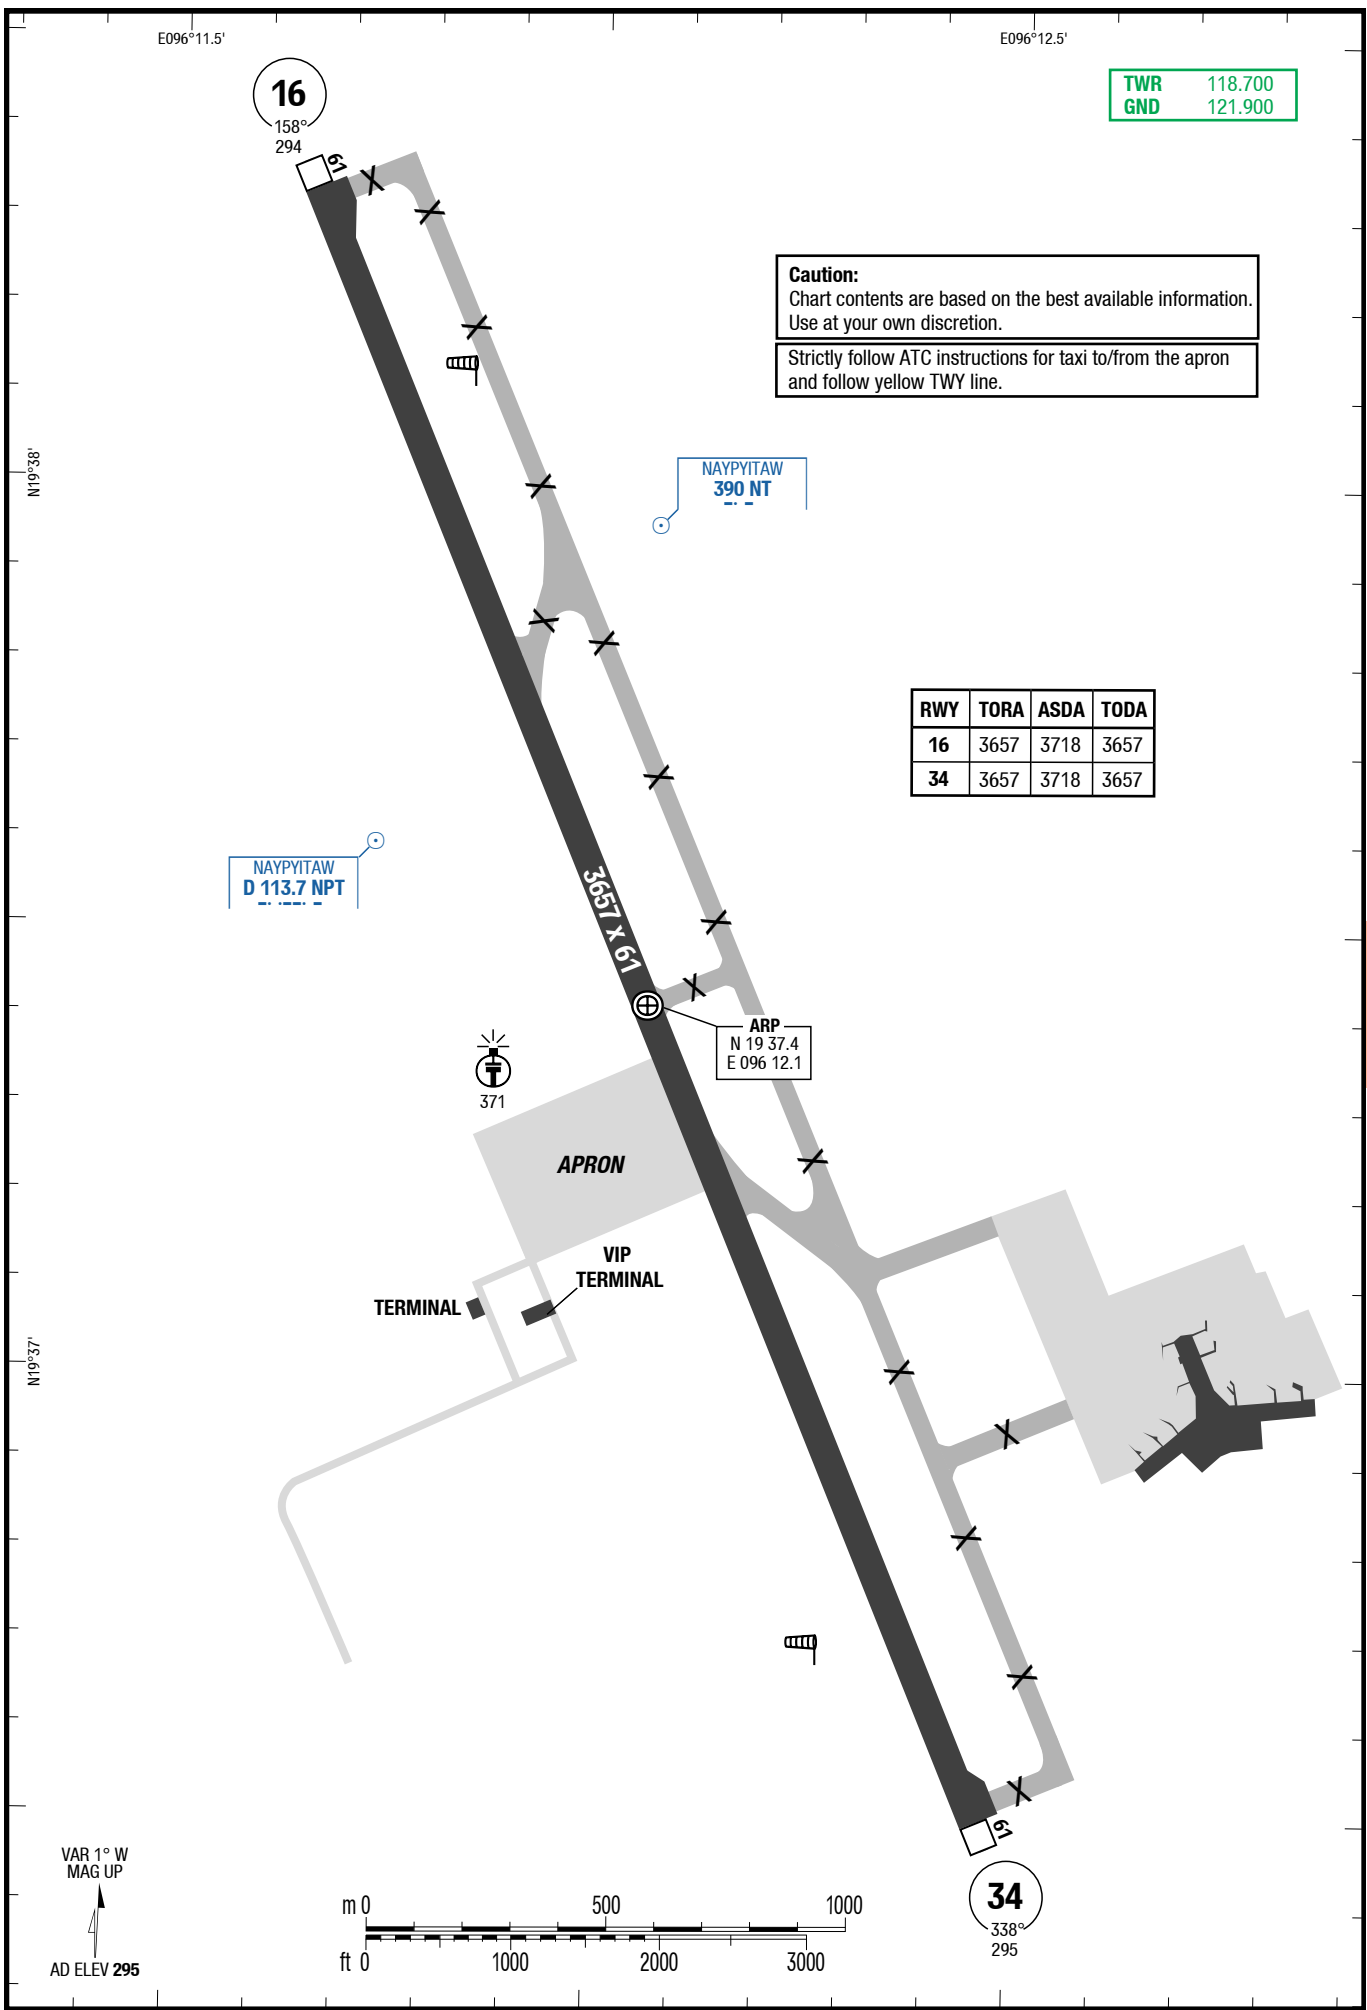 E096°11.5'
E096°12.5'
16
158°
294
61
TWR 118.700
GND 121.900
Caution:
Chart contents are based on the best available information.
Use at your own discretion.
Strictly follow ATC instructions for taxi to/from the apron
and follow yellow TWY line.
N19°38'
NAYPYITAW
390 NT
RWY TORA ASDA TODA
16 3657 3718 3657
34 3657 3718 3657
NAYPYITAW
D 113.7 NPT
3657 x 61
ARP
N 19 37.4
E 096 12.1
371
APRON
VIP
TERMINAL
TERMINAL
N19°37'
61
34
338°
295
VAR 1° W
MAG UP
AD ELEV 295
m 0 500 1000
ft 0 1000 2000 3000